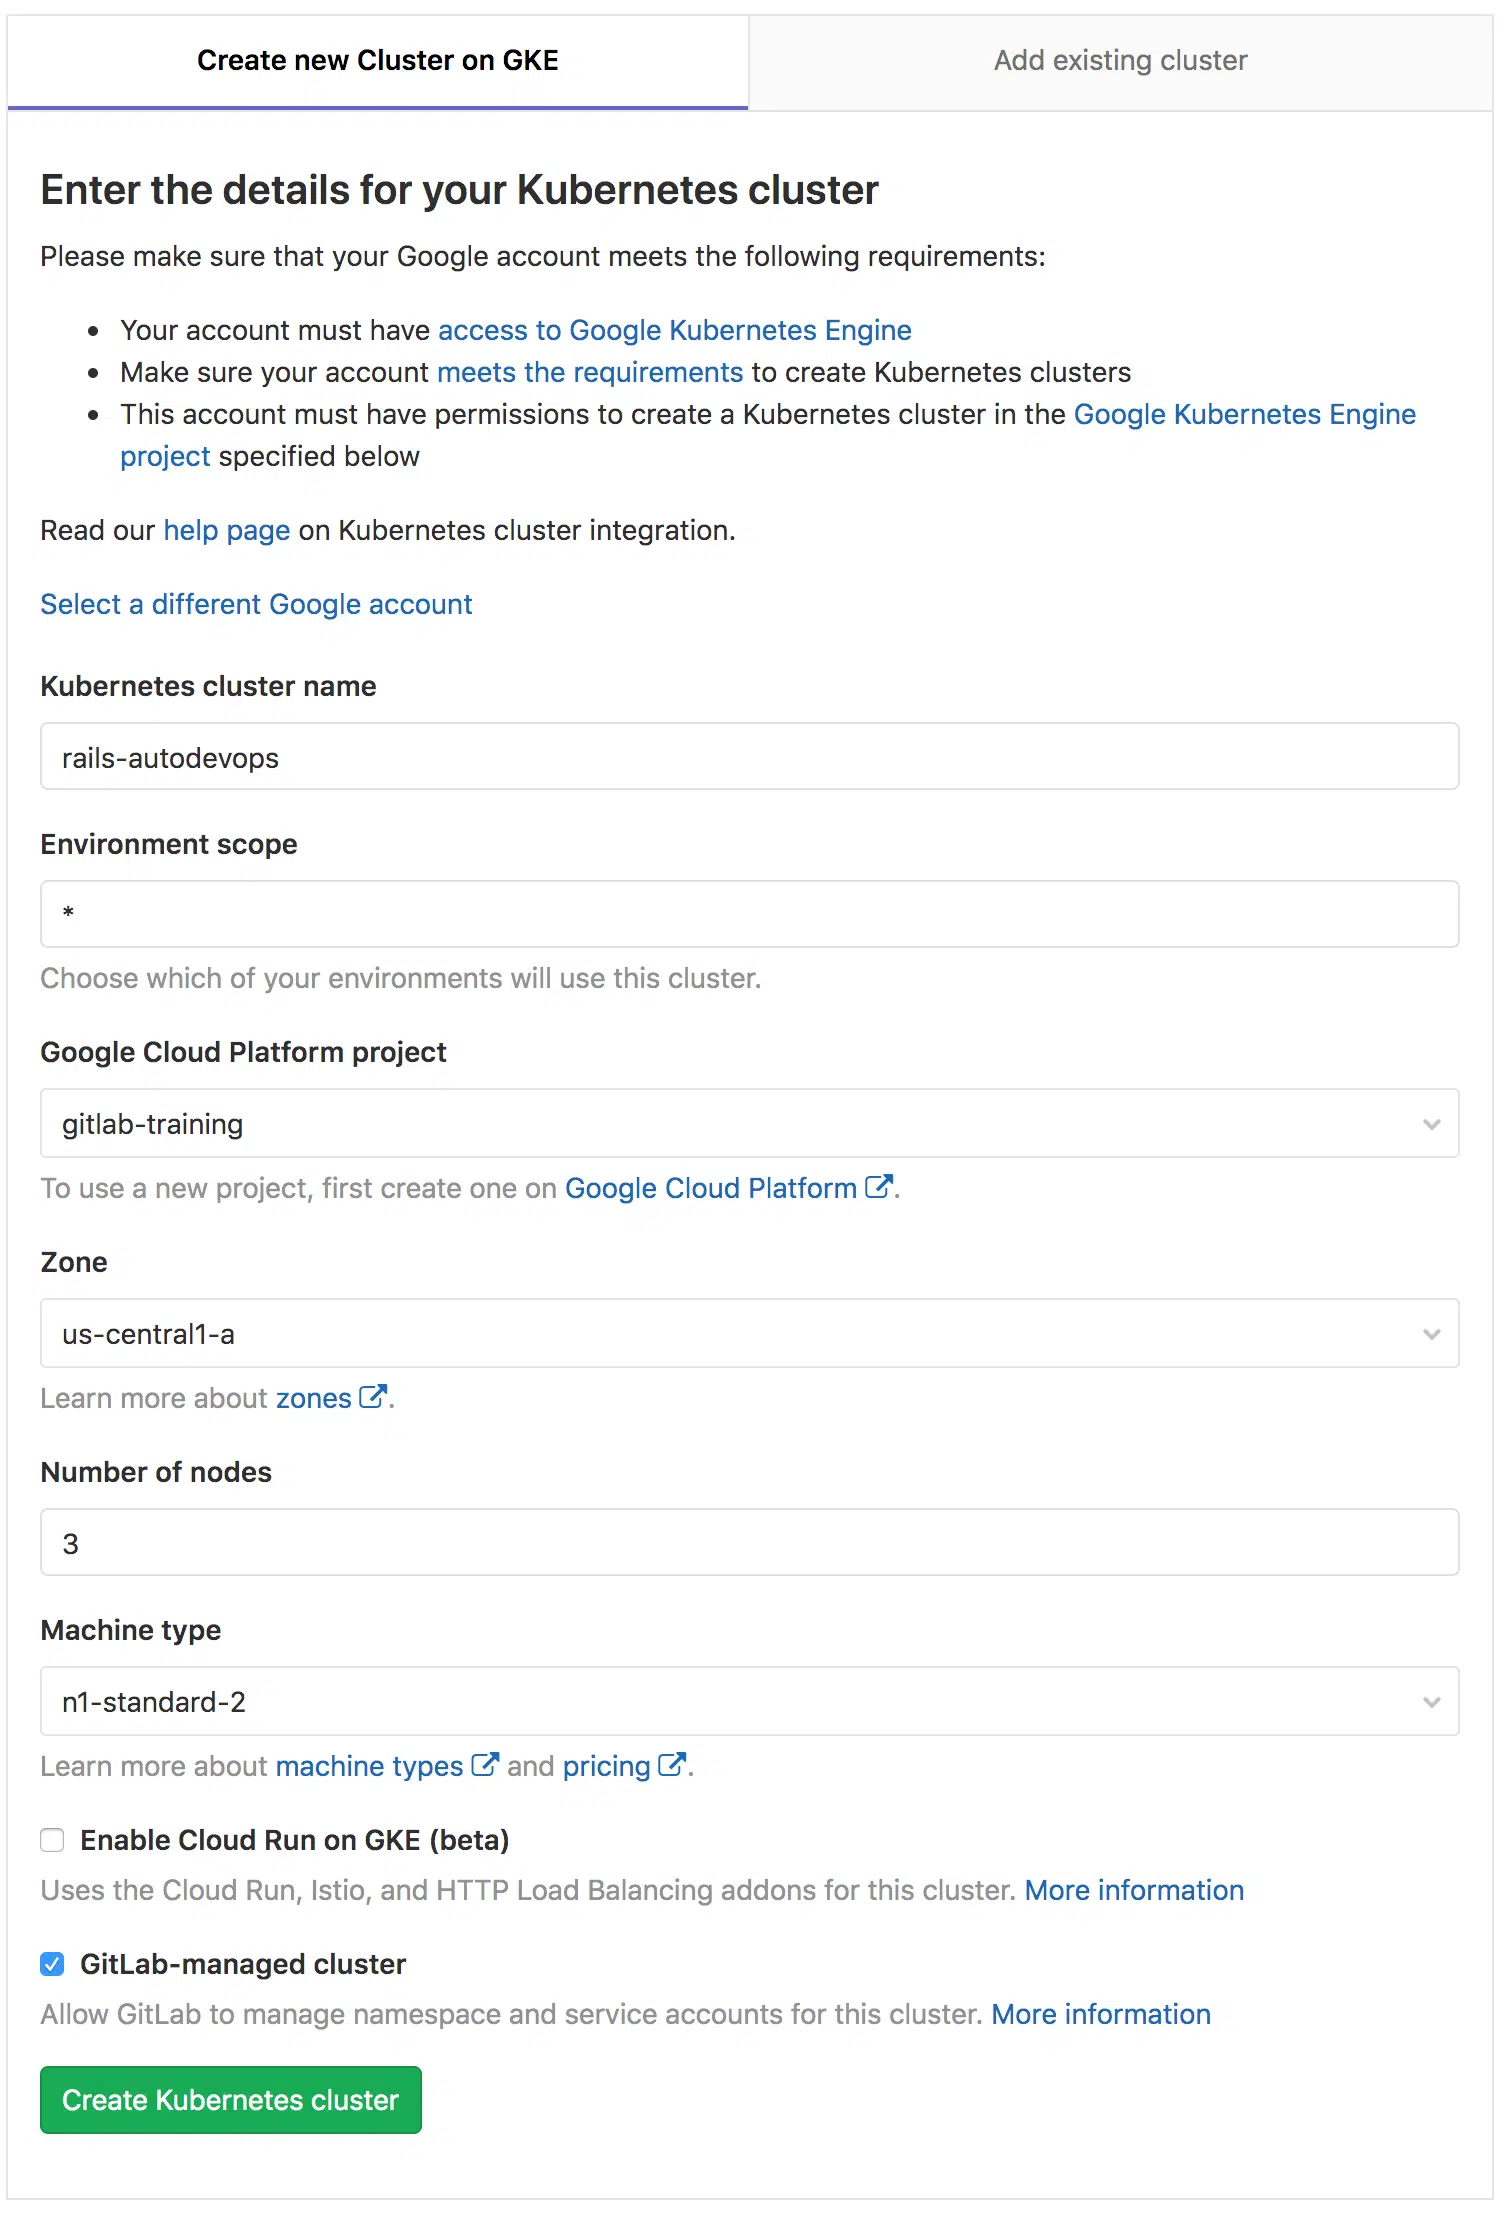 Create new Cluster on GKE
Add existing cluster
Enter the details for your Kubernetes cluster
Please make sure that your Google account meets the following requirements:
Your account must have access to Google Kubernetes Engine
Make sure your account meets the requirements to create Kubernetes clusters
This account must have permissions to create a Kubernetes cluster in the Google Kubernetes Engine
project specified below
Read our help page on Kubernetes cluster integration.
Select a different Google account
Kubernetes cluster name
rails-autodevops
Environment scope
*
Choose which of your environments will use this cluster.
Google Cloud Platform project
gitlab-training
To use a new project, first create one on Google Cloud Platform.
Zone
us-central1-a
Learn more about zones.
Number of nodes
3
Machine type
n1-standard-2
Learn more about machine types and pricing.
Enable Cloud Run on GKE (beta)
Uses the Cloud Run, Istio, and HTTP Load Balancing addons for this cluster. More information
GitLab-managed cluster
Allow GitLab to manage namespace and service accounts for this cluster. More information
Create Kubernetes cluster